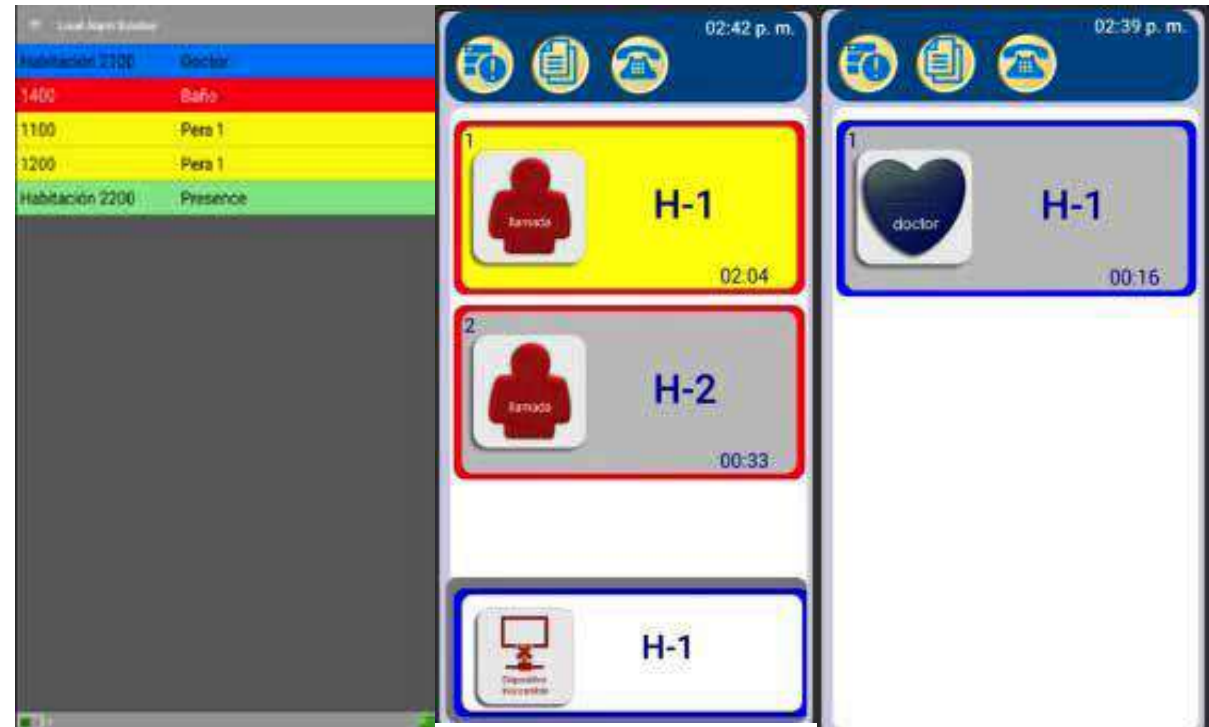 Habitación 2100 Doctor
1400 Baño
1100 Pera 1
1200 Pera 1
Habitación 2200 Presence
02:42 p. m.
1
llamada
H-1
02:04
2
llamada
H-2
00:33
H-1
Dispositivo
02:39 p. m.
1
doctor
H-1
00:16